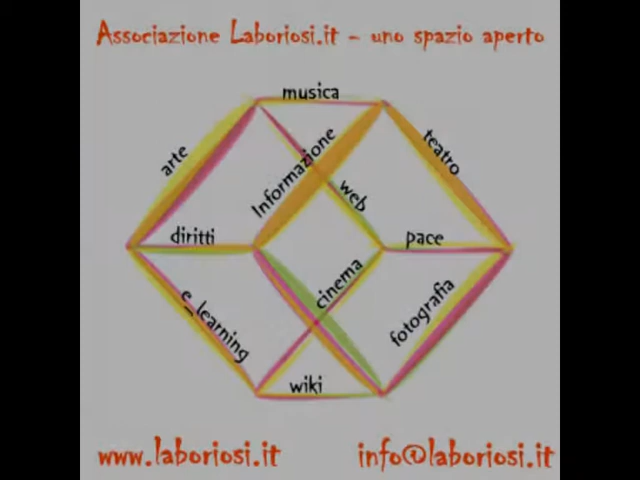 Associazione Laboriosi.it - uno spazio aperto
musica
arte
Informazione
teatro
web
diritti
pace
cinema
e_learning
fotografia
wiki
www.laboriosi.it
info@laboriosi.it